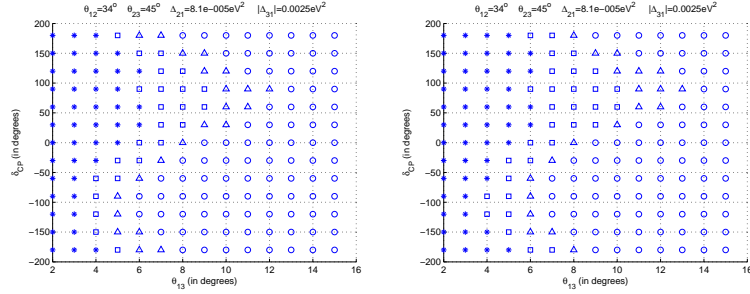 θ12=34° θ23=45° Δ21=8.1e−005eV² |Δ31|=0.0025eV²
200
150
100
50
0
−50
−100
−150
−200
δCP (in degrees)
2 4 6 8 10 12 14 16
θ13 (in degrees)
θ12=34° θ23=45° Δ21=8.1e−005eV² |Δ31|=0.0025eV²
200
150
100
50
0
−50
−100
−150
−200
δCP (in degrees)
2 4 6 8 10 12 14 16
θ13 (in degrees)